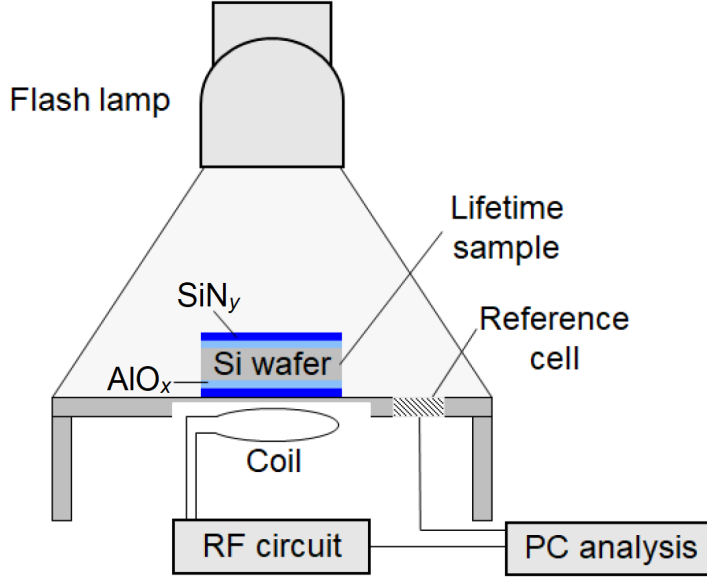 Flash lamp
Lifetime
sample
SiNy
Reference
cell
Si wafer
AlOx
Coil
RF circuit
PC analysis